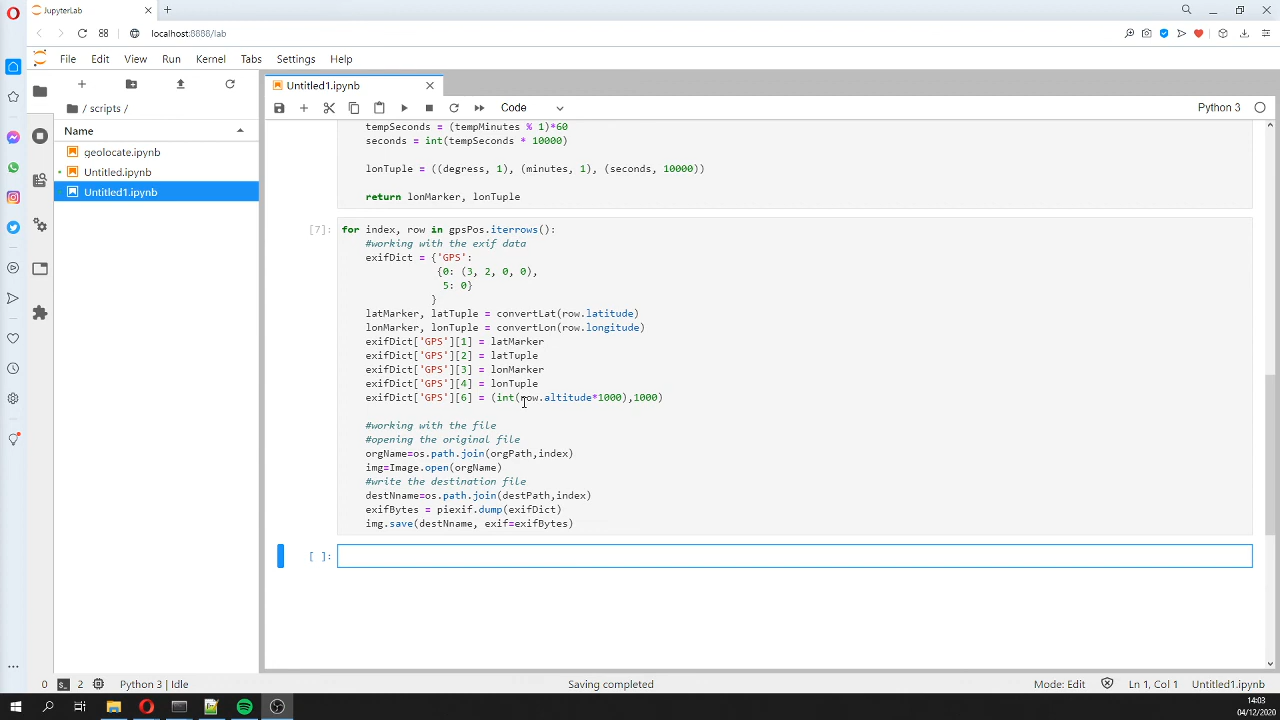 JupyterLab
localhost:8888/lab
File Edit View Run Kernel Tabs Settings Help
Untitled1.ipynb
Code
Python 3
/ scripts /
Name
geolocate.ipynb
Untitled.ipynb
Untitled1.ipynb
tempSeconds = (tempMinutes % 1)*60
seconds = int(tempSeconds * 10000)
lonTuple = ((degress, 1), (minutes, 1), (seconds, 10000))
return lonMarker, lonTuple
[7]: for index, row in gpsPos.iterrows():
#working with the exif data
exifDict = {'GPS':
{0: (3, 2, 0, 0),
5: 0}
}
latMarker, latTuple = convertLat(row.latitude)
lonMarker, lonTuple = convertLon(row.longitude)
exifDict['GPS'][1] = latMarker
exifDict['GPS'][2] = latTuple
exifDict['GPS'][3] = lonMarker
exifDict['GPS'][4] = lonTuple
exifDict['GPS'][6] = (int(row.altitude*1000),1000)
#working with the file
#opening the original file
orgName=os.path.join(orgPath,index)
img=Image.open(orgName)
#write the destination file
destNname=os.path.join(destPath,index)
exifBytes = piexif.dump(exifDict)
img.save(destNname, exif=exifBytes)
[ ]:
0 2 Python 3 | Idle Saving completed Mode: Edit Ln 1, Col 1 Untitled1.ipynb
14:03
04/12/2020